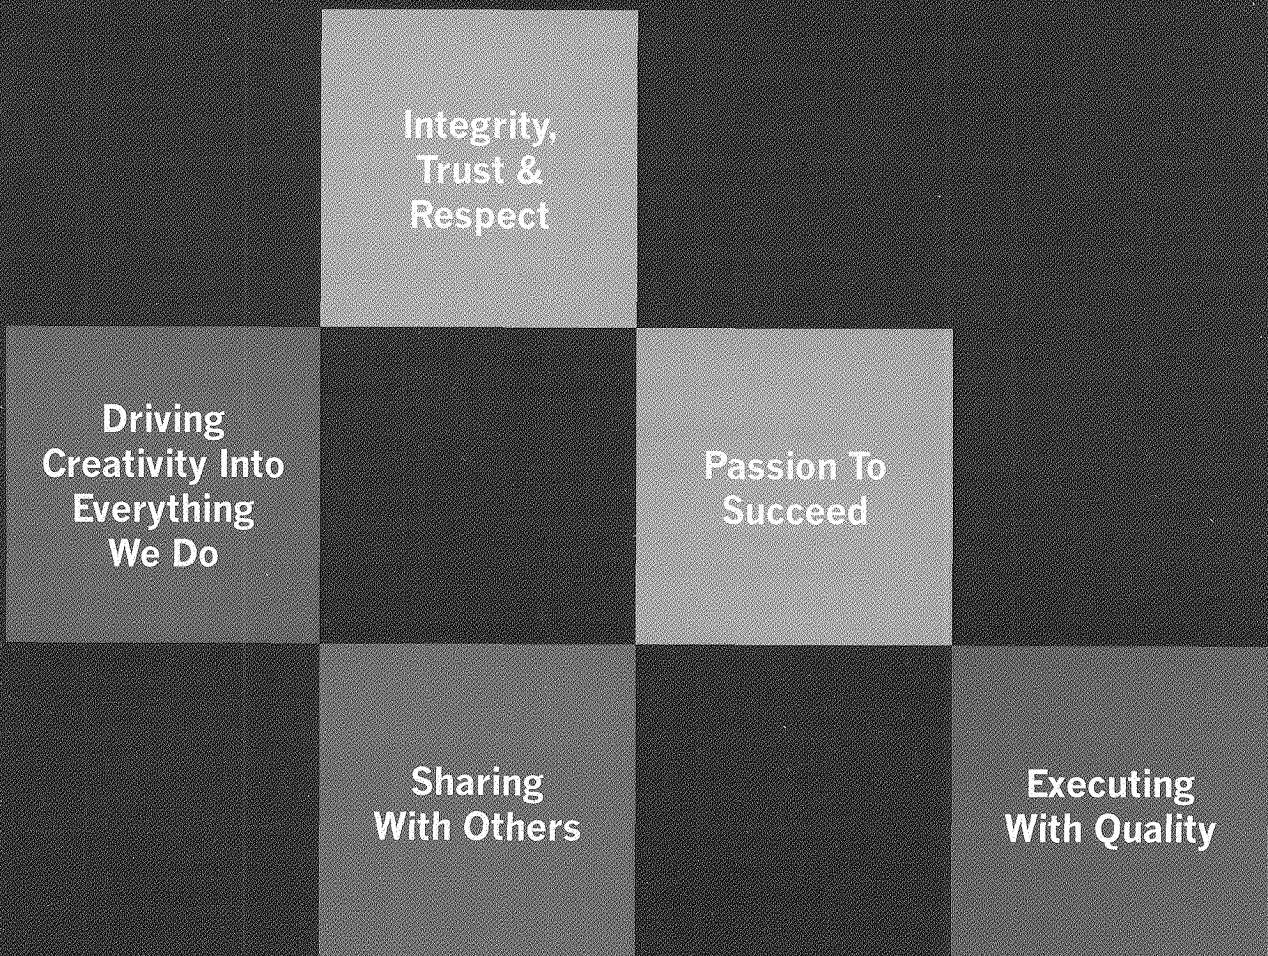 Integrity,
Trust &
Respect
Driving
Creativity Into
Everything
We Do
Passion To
Succeed
Sharing
With Others
Executing
With Quality